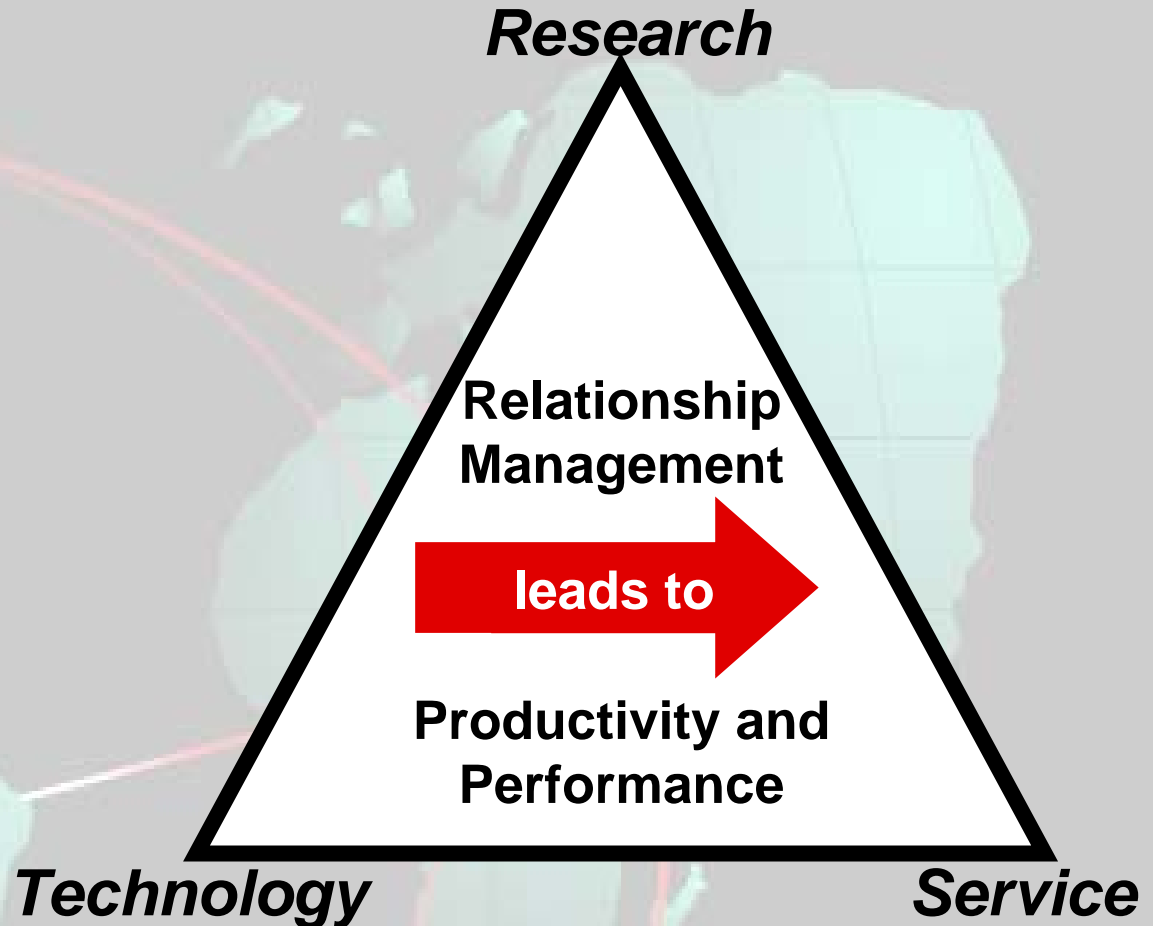 Research
Relationship
Management
leads to
Productivity and
Performance
Technology
Service